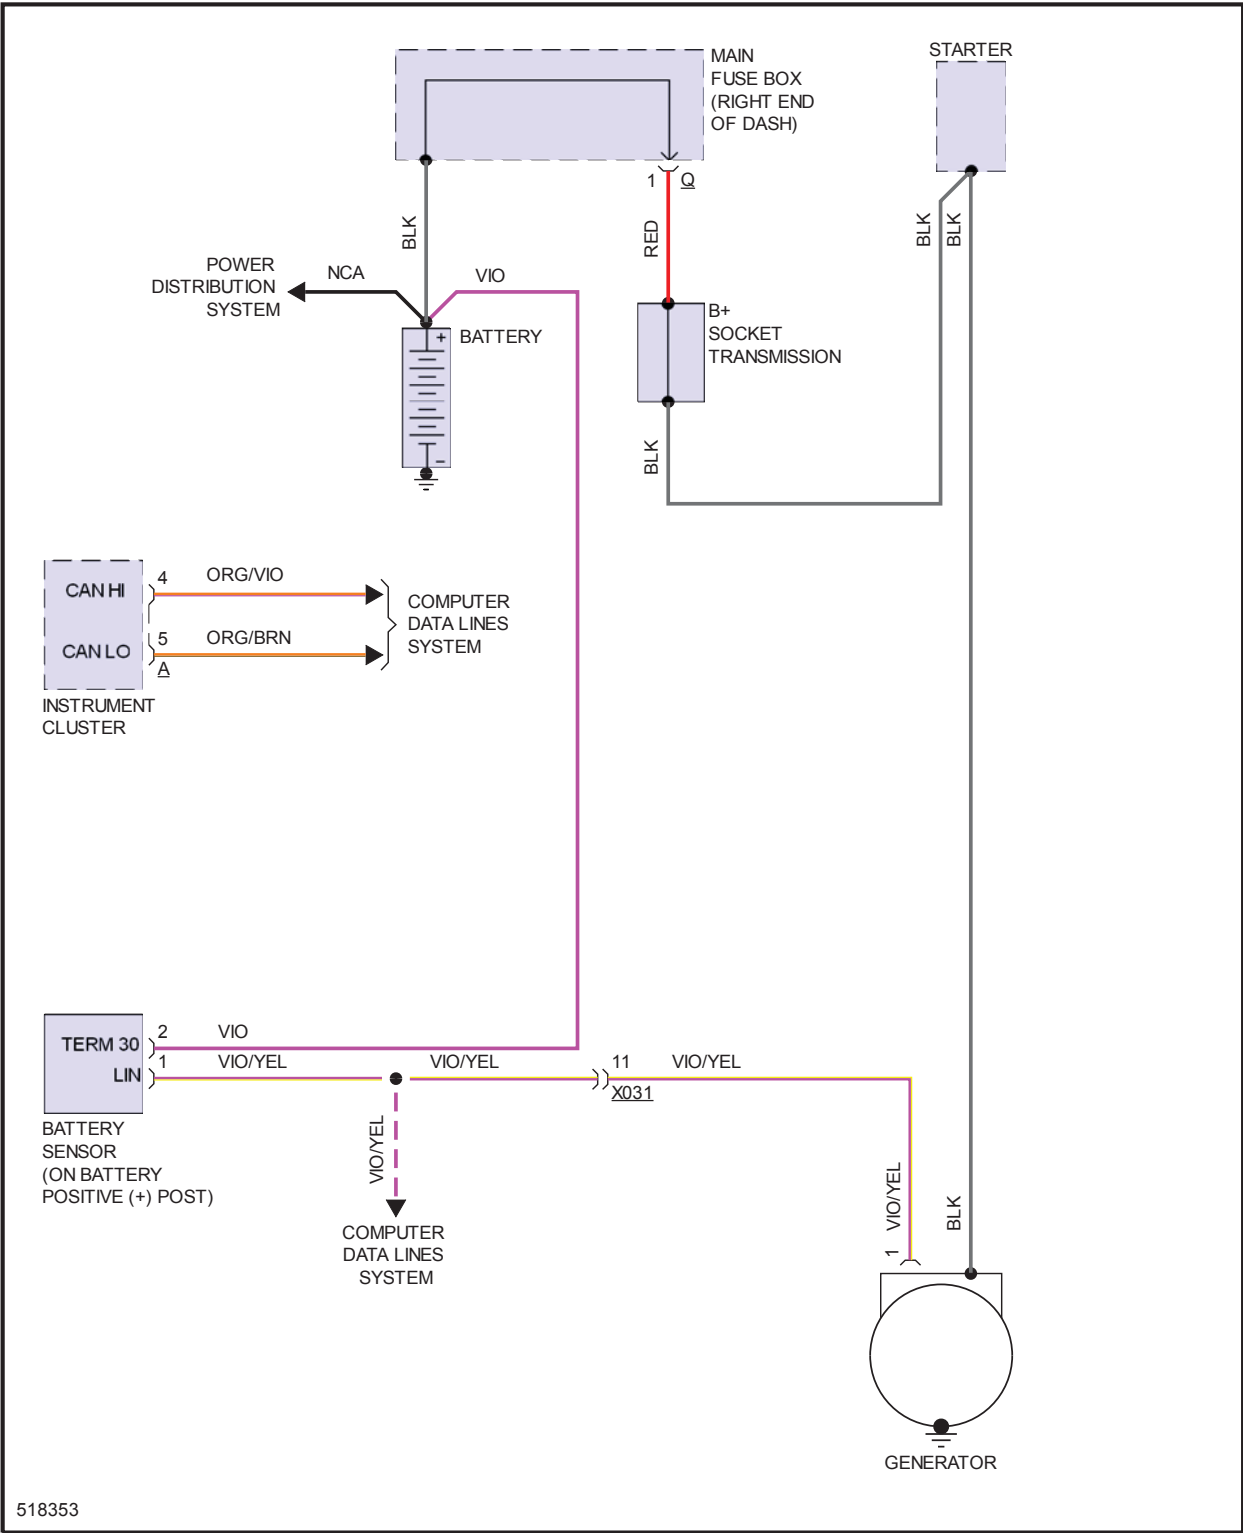 MAIN
FUSE BOX
(RIGHT END
OF DASH)
STARTER
1 Q
BLK
RED
BLK
BLK
POWER
DISTRIBUTION
SYSTEM
NCA
VIO
+
BATTERY
B+
SOCKET
TRANSMISSION
BLK
–
CAN HI
4
ORG/VIO
CAN LO
5
ORG/BRN
A
COMPUTER
DATA LINES
SYSTEM
INSTRUMENT
CLUSTER
TERM 30
2
VIO
LIN
1
VIO/YEL
VIO/YEL
11
VIO/YEL
X031
BATTERY
SENSOR
(ON BATTERY
POSITIVE (+) POST)
VIO/YEL
COMPUTER
DATA LINES
SYSTEM
VIO/YEL
BLK
1
GENERATOR
518353